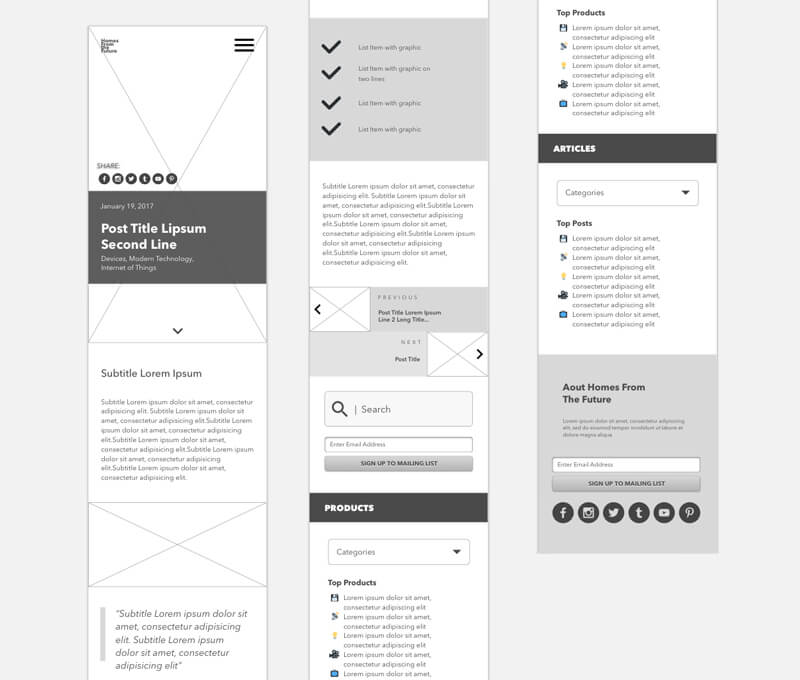 Homes
From
The
Future
SHARE:
January 19, 2017
Post Title Lipsum
Second Line
Devices, Modern Technology,
Internet of Things
Subtitle Lorem Ipsum
Subtitle Lorem ipsum dolor sit amet, consectetur
adipisicing elit. Subtitle Lorem ipsum dolor sit
amet, consectetur adipisicing elit.Subtitle Lorem
ipsum dolor sit amet, consectetur adipisicing
elit.Subtitle Lorem ipsum dolor sit amet,
consectetur adipisicing elit.Subtitle Lorem ipsum
dolor sit amet, consectetur adipisicing elit.
Subtitle Lorem ipsum dolor sit amet, consectetur
adipisicing elit.
"Subtitle Lorem ipsum dolor sit
amet, consectetur adipisicing
elit. Subtitle Lorem ipsum
dolor sit amet, consectetur
adipisicing elit"
List Item with graphic
List Item with graphic on
two lines
List Item with graphic
List Item with graphic
Subtitle Lorem ipsum dolor sit amet, consectetur
adipisicing elit. Subtitle Lorem ipsum dolor sit
amet, consectetur adipisicing elit.Subtitle Lorem
ipsum dolor sit amet, consectetur adipisicing
elit.Subtitle Lorem ipsum dolor sit amet,
consectetur adipisicing elit.Subtitle Lorem ipsum
dolor sit amet, consectetur adipisicing elit.
Subtitle Lorem ipsum dolor sit amet, consectetur
adipisicing elit.
PREVIOUS
Post Title Lorem Ipsum
Line 2 Long Title...
NEXT
Post Title
| Search
Enter Email Address
SIGN UP TO MAILING LIST
PRODUCTS
Categories
Top Products
Lorem ipsum dolor sit amet,
consectetur adipiscing elit
Lorem ipsum dolor sit amet,
consectetur adipiscing elit
Lorem ipsum dolor sit amet,
consectetur adipiscing elit
Lorem ipsum dolor sit amet,
consectetur adipiscing elit
Lorem ipsum dolor sit amet,
Top Products
Lorem ipsum dolor sit amet,
consectetur adipiscing elit
Lorem ipsum dolor sit amet,
consectetur adipiscing elit
Lorem ipsum dolor sit amet,
consectetur adipiscing elit
Lorem ipsum dolor sit amet,
consectetur adipiscing elit
Lorem ipsum dolor sit amet,
consectetur adipiscing elit
ARTICLES
Categories
Top Posts
Lorem ipsum dolor sit amet,
consectetur adipiscing elit
Lorem ipsum dolor sit amet,
consectetur adipiscing elit
Lorem ipsum dolor sit amet,
consectetur adipiscing elit
Lorem ipsum dolor sit amet,
consectetur adipiscing elit
Lorem ipsum dolor sit amet,
consectetur adipiscing elit
Aout Homes From
The Future
Lorem ipsum dolor sit amet, consectetur adipiscing
elit, sed do eiusmod tempor incididunt ut labore et
dolore magna aliqua.
Enter Email Address
SIGN UP TO MAILING LIST